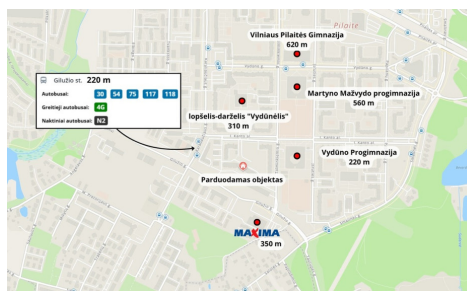 Pilaitė
Vilniaus Pilaitės Gimnazija
620 m
Gilužio st. 220 m
Autobusai: 30 54 75 117 118
Greitieji autobusai: 4G
Naktiniai autobusai: N2
Martyno Mažvydo progimnazija
560 m
lopšelis-darželis "Vydūnėlis"
310 m
Vydūno Progimnazija
220 m
Parduodamas objektas
MAXIMA
350 m